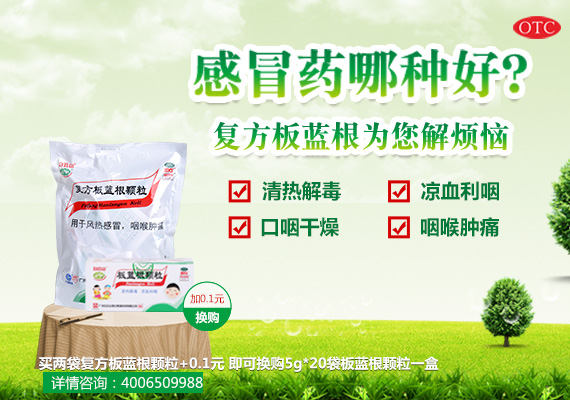 OTC
感冒药哪种好?
复方板蓝根为您解烦恼
清热解毒
凉血利咽
口咽干燥
咽喉肿痛
复方板蓝根颗粒
用于风热感冒,咽喉肿痛
板蓝根颗粒
加0.1元
换购
买两袋复方板蓝根颗粒+0.1元 即可换购5g*20袋板蓝根颗粒一盒
详情咨询:4006509988